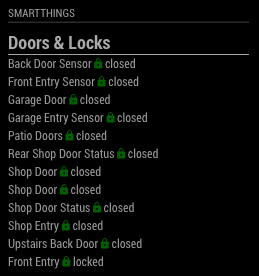 SMARTTHINGS
Doors & Locks
Back Door Sensor closed
Front Entry Sensor closed
Garage Door closed
Garage Entry Sensor closed
Patio Doors closed
Rear Shop Door Status closed
Shop Door closed
Shop Door closed
Shop Door Status closed
Shop Entry closed
Upstairs Back Door closed
Front Entry locked